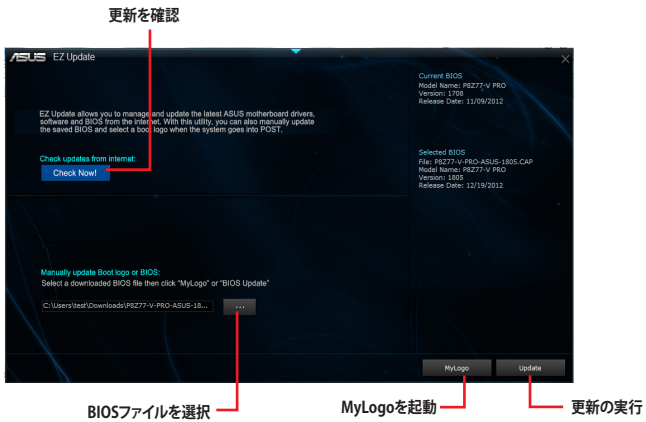 更新を確認
ASUS EZ Update
Current BIOS
Model Name: P8Z77-V PRO
Version: 1708
Release Date: 11/09/2012
EZ Update allows you to manage and update the latest ASUS motherboard drivers,
software and BIOS from the internet. With this utility, you can also manually update
the saved BIOS and select a boot logo when the system goes into POST.
Check updates from internet:
Check Now!
Selected BIOS
File: P8Z77-V-PRO-ASUS-1805.CAP
Model Name: P8Z77-V PRO
Version: 1805
Release Date: 12/19/2012
Manually update Boot logo or BIOS:
Select a downloaded BIOS file then click "MyLogo" or "BIOS Update"
C:\Users\test\Downloads\P8Z77-V-PRO-ASUS-18...
...
MyLogo
Update
BIOSファイルを選択
MyLogoを起動
更新の実行